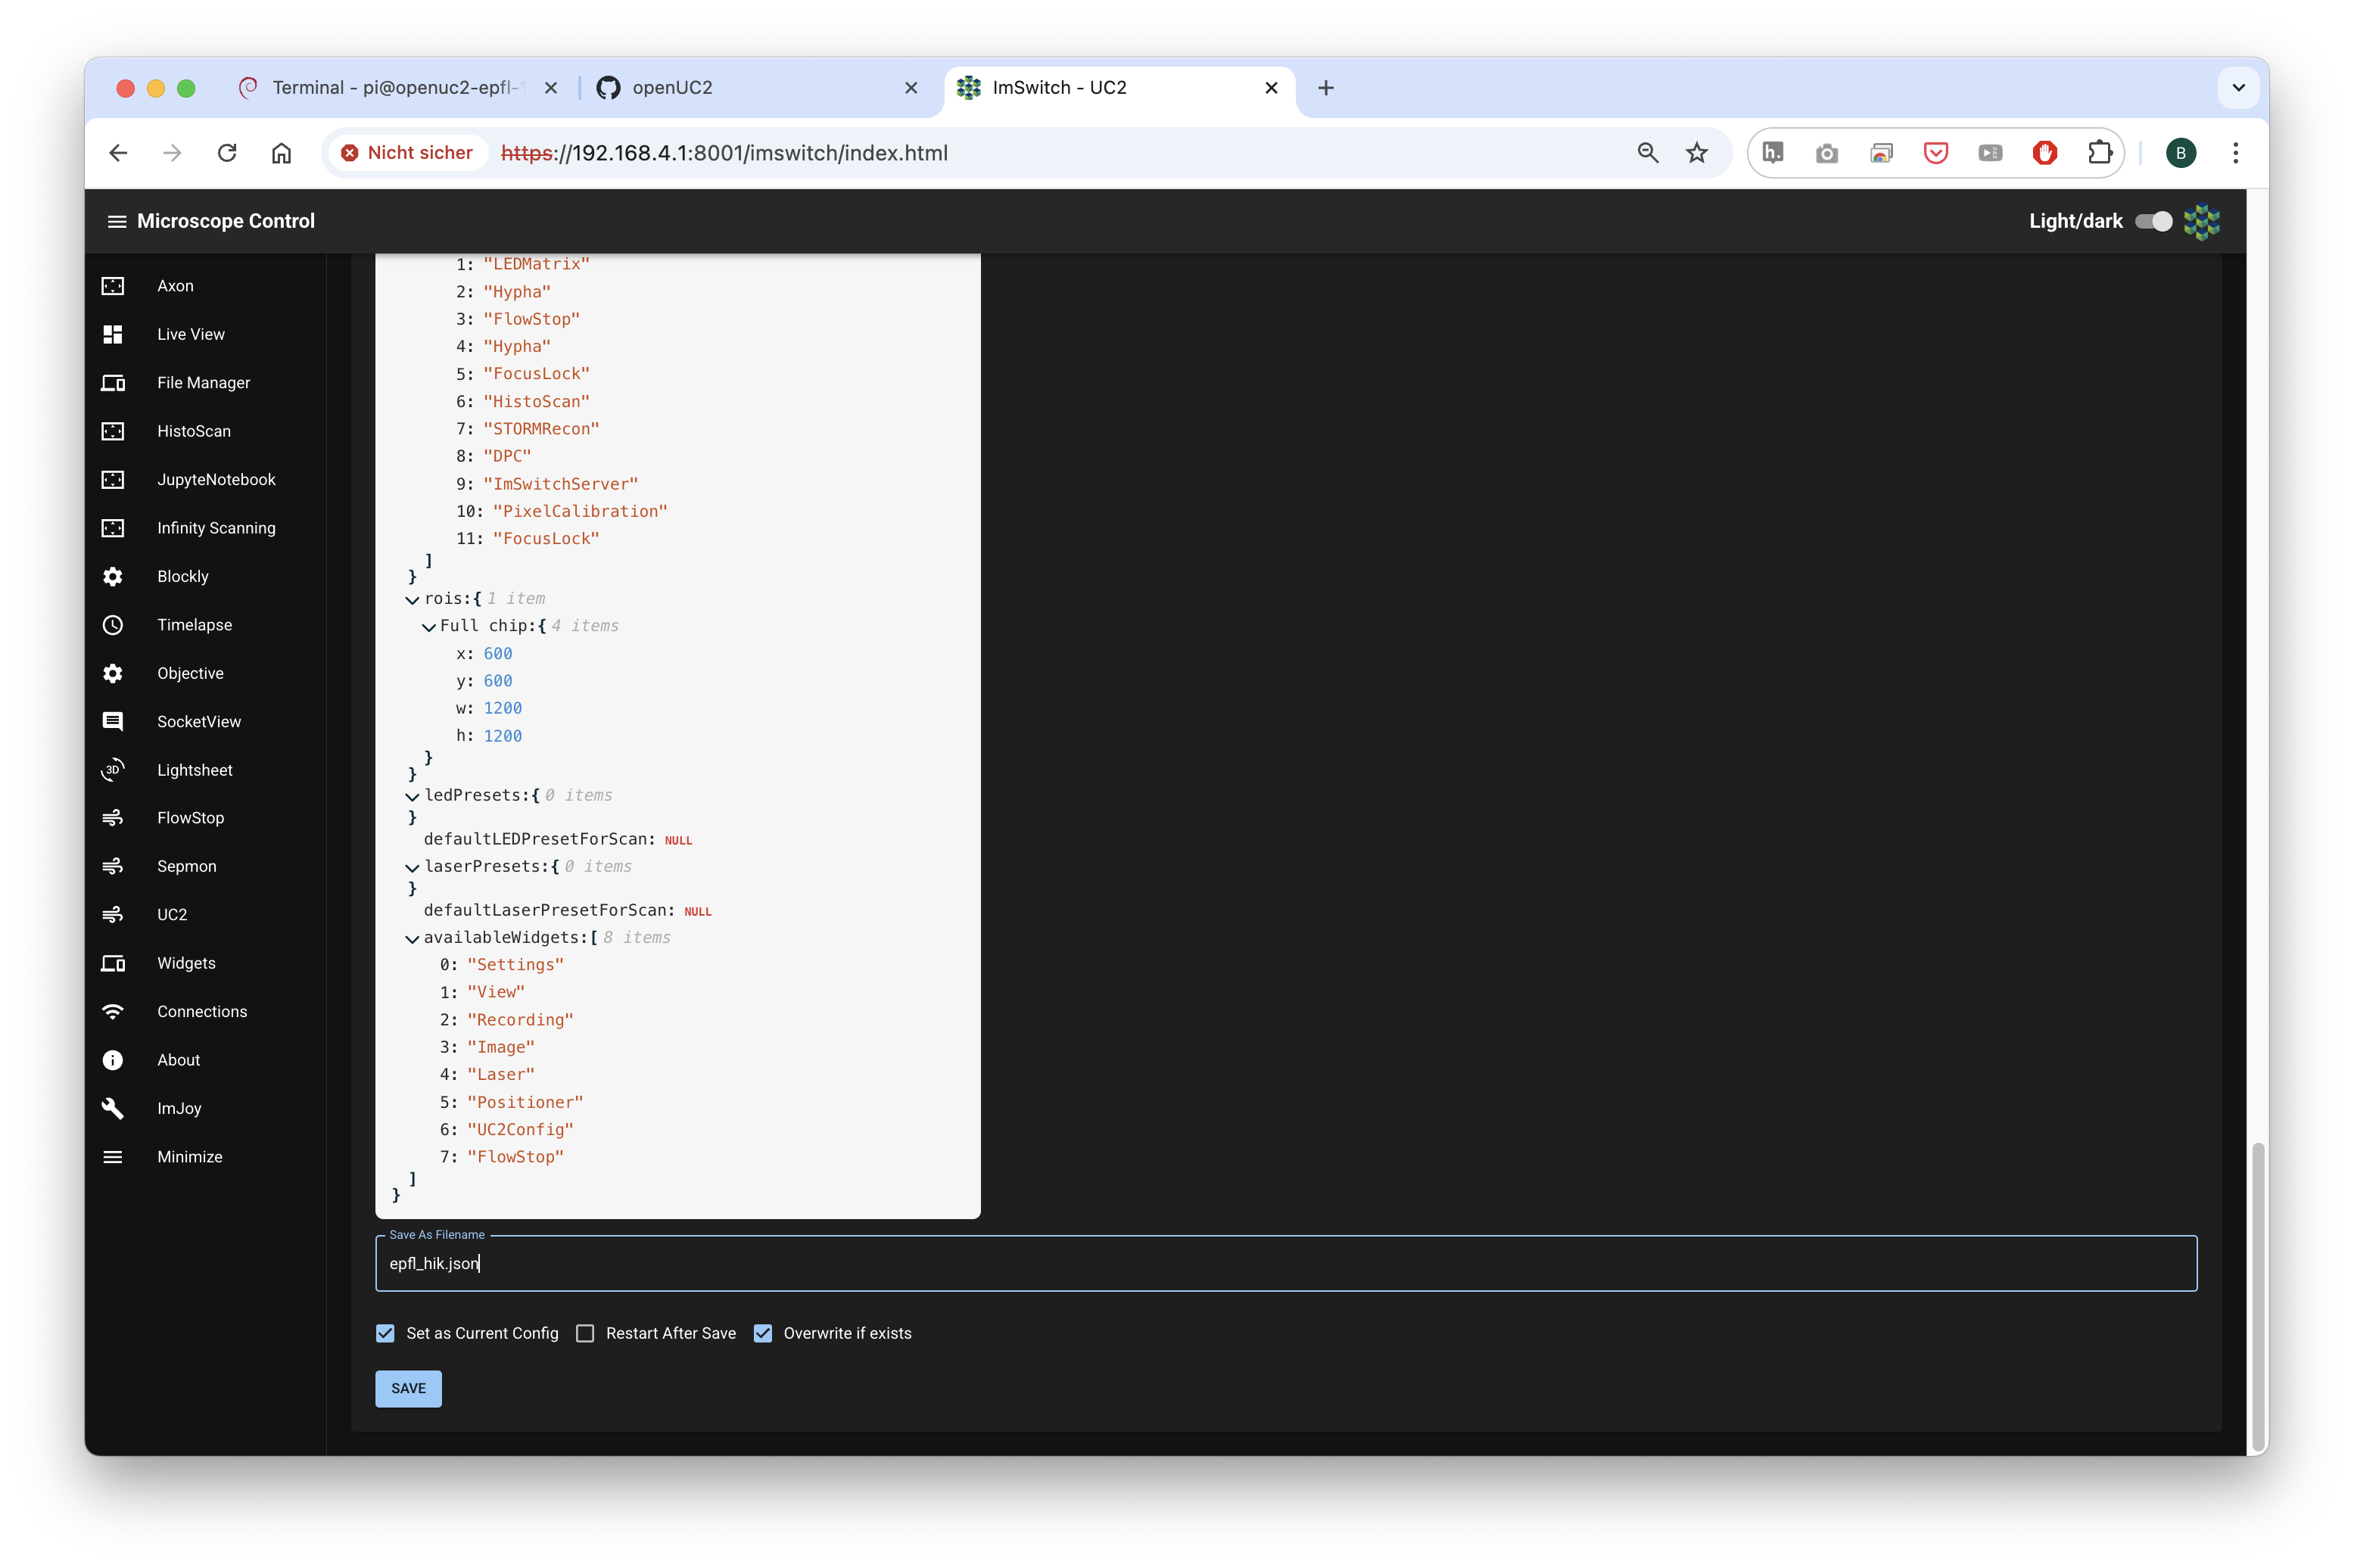 Terminal - pi@openuc2-epfl-
openUC2
ImSwitch - UC2
Nicht sicher
https://192.168.4.1:8001/imswitch/index.html
h.
B
Microscope Control
Light/dark
Axon
Live View
File Manager
HistoScan
JupyteNotebook
Infinity Scanning
Blockly
Timelapse
Objective
SocketView
3D
Lightsheet
FlowStop
Sepmon
UC2
Widgets
Connections
About
ImJoy
Minimize
1: "LEDMatrix"
2: "Hypha"
3: "FlowStop"
4: "Hypha"
5: "FocusLock"
6: "HistoScan"
7: "STORMRecon"
8: "DPC"
9: "ImSwitchServer"
10: "PixelCalibration"
11: "FocusLock"
]
}
rois:{ 1 item
Full chip:{ 4 items
x: 600
y: 600
w: 1200
h: 1200
}
}
ledPresets:{ 0 items
}
defaultLEDPresetForScan: NULL
laserPresets:{ 0 items
}
defaultLaserPresetForScan: NULL
availableWidgets:[ 8 items
0: "Settings"
1: "View"
2: "Recording"
3: "Image"
4: "Laser"
5: "Positioner"
6: "UC2Config"
7: "FlowStop"
]
}
Save As Filename
epfl_hik.json
Set as Current Config
Restart After Save
Overwrite if exists
SAVE